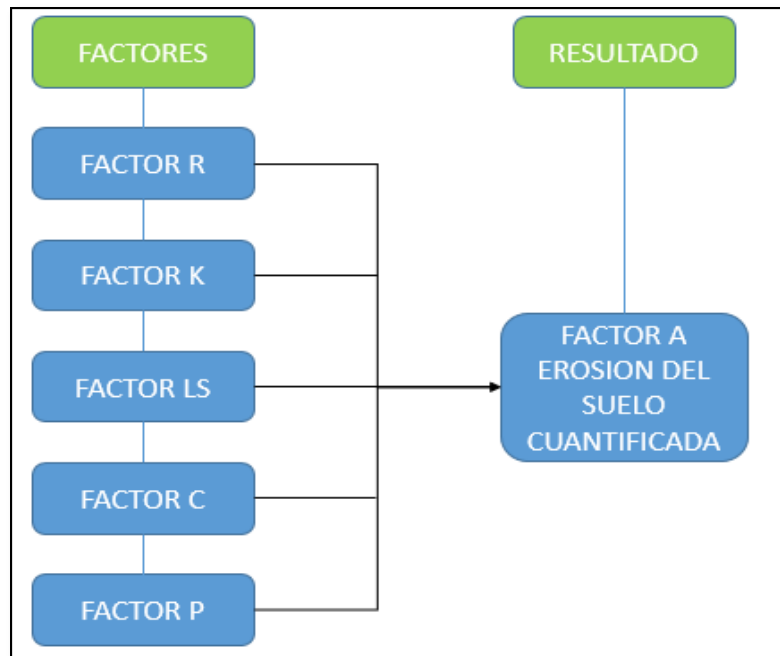 FACTORES
FACTOR R
FACTOR K
FACTOR LS
FACTOR C
FACTOR P
RESULTADO
FACTOR A
EROSION DEL
SUELO
CUANTIFICADA